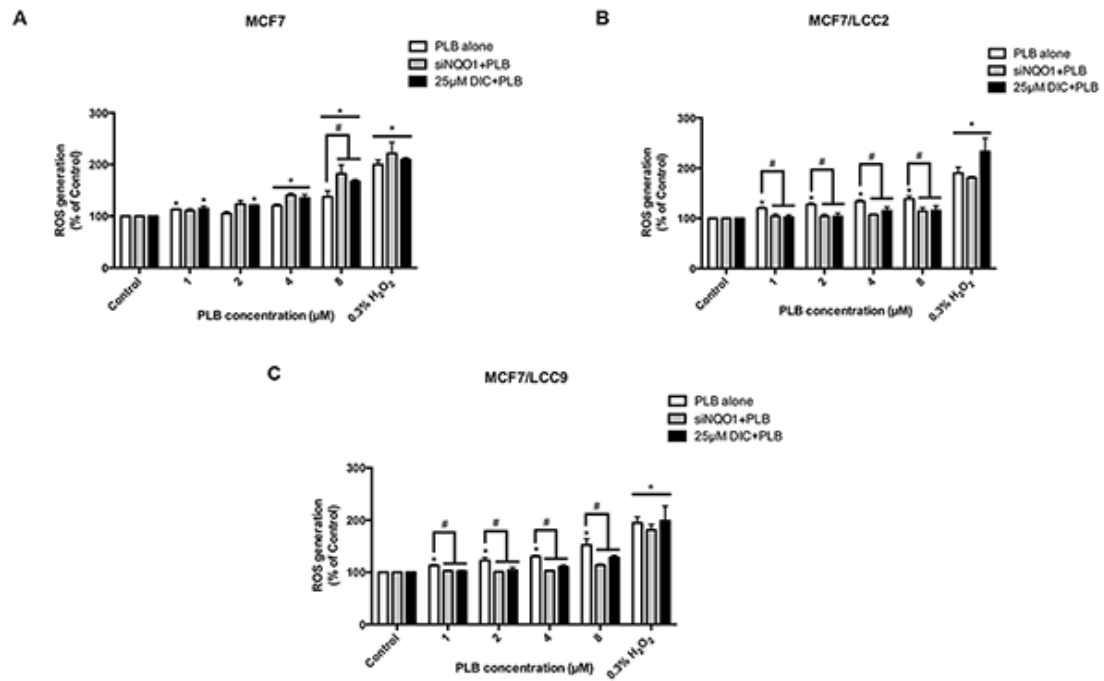 A
MCF7
PLB alone
siNQO1+PLB
25µM DIC+PLB
ROS generation
(% of Control)
300
200
100
0
*
*
*
*
*
#
*
Control
1
2
4
8
0.3% H₂O₂
PLB concentration (µM)
B
MCF7/LCC2
PLB alone
siNQO1+PLB
25µM DIC+PLB
ROS generation
(% of Control)
300
200
100
0
#
*
#
*
#
*
#
*
*
Control
1
2
4
8
0.3% H₂O₂
PLB concentration (µM)
C
MCF7/LCC9
PLB alone
siNQO1+PLB
25µM DIC+PLB
ROS generation
(% of Control)
300
200
100
0
#
*
#
*
#
*
#
*
*
Control
1
2
4
8
0.3% H₂O₂
PLB concentration (µM)